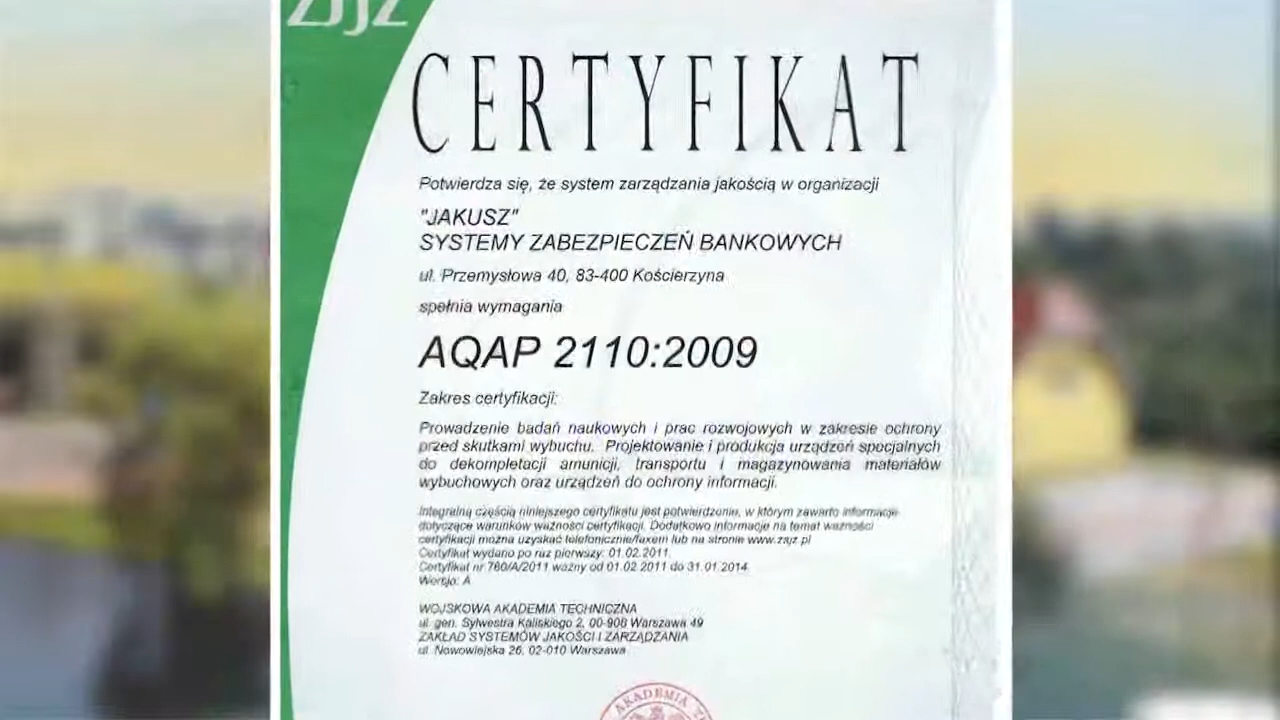 CERTYFIKAT
Potwierdza się, że system zarządzania jakością w organizacji
"JAKUSZ"
SYSTEMY ZABEZPIECZEŃ BANKOWYCH
ul. Przemysłowa 40, 83-400 Kościerzyna
spełnia wymagania
AQAP 2110:2009
Zakres certyfikacji:
Prowadzenie badań naukowych i prac rozwojowych w zakresie ochrony
przed skutkami wybuchu. Projektowanie i produkcja urządzeń specjalnych
do dekompletacji amunicji, transportu i magazynowania materiałów
wybuchowych oraz urządzeń do ochrony informacji.
Integralną częścią niniejszego certyfikatu jest potwierdzenie, w którym zawarto informacje
dotyczące warunków ważności certyfikacji. Dodatkowo informacje na temat ważności
certyfikacji można uzyskać telefonicznie/faxem lub na stronie www.zsjz.pl
Certyfikat wydano po raz pierwszy: 01.02.2011.
Certyfikat nr 760/A/2011 ważny od 01.02.2011 do 31.01.2014
Wersja: A
WOJSKOWA AKADEMIA TECHNICZNA
ul. gen. Sylwestra Kaliskiego 2, 00-908 Warszawa 49
ZAKŁAD SYSTEMÓW JAKOŚCI I ZARZĄDZANIA
ul. Nowowiejska 26, 02-010 Warszawa
AKADEMIA